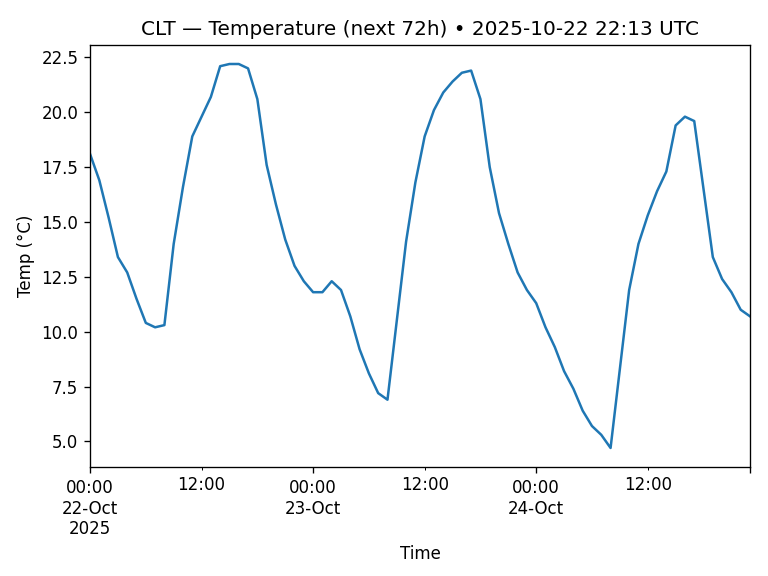 CLT — Temperature (next 72h) • 2025-10-22 22:13 UTC
22.5
20.0
17.5
15.0
12.5
10.0
7.5
5.0
Temp (°C)
00:00 12:00 00:00 12:00 00:00 12:00
22-Oct 23-Oct 24-Oct
2025
Time